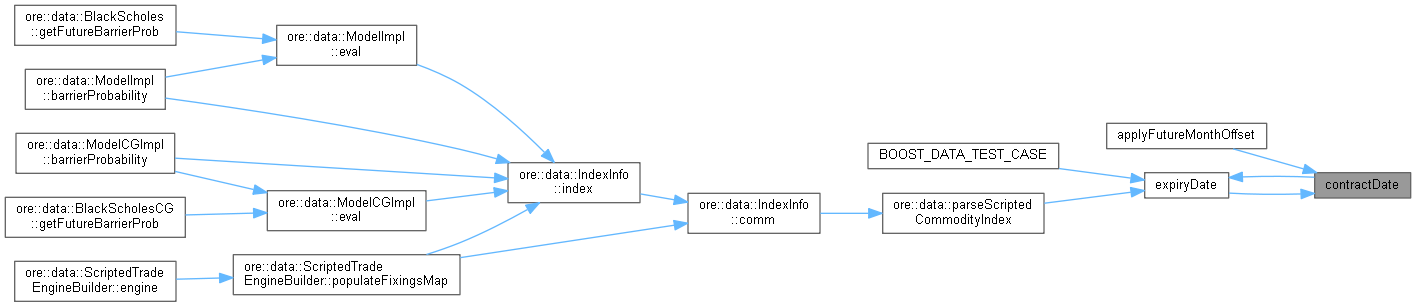 ore::data::BlackScholes
::getFutureBarrierProb
ore::data::ModelImpl
::eval
ore::data::ModelImpl
::barrierProbability
ore::data::ModelCGImpl
::barrierProbability
ore::data::BlackScholesCG
::getFutureBarrierProb
ore::data::ModelCGImpl
::eval
ore::data::ScriptedTrade
EngineBuilder::engine
ore::data::ScriptedTrade
EngineBuilder::populateFixingsMap
ore::data::IndexInfo
::index
ore::data::IndexInfo
::comm
BOOST_DATA_TEST_CASE
ore::data::parseScripted
CommodityIndex
applyFutureMonthOffset
expiryDate
contractDate